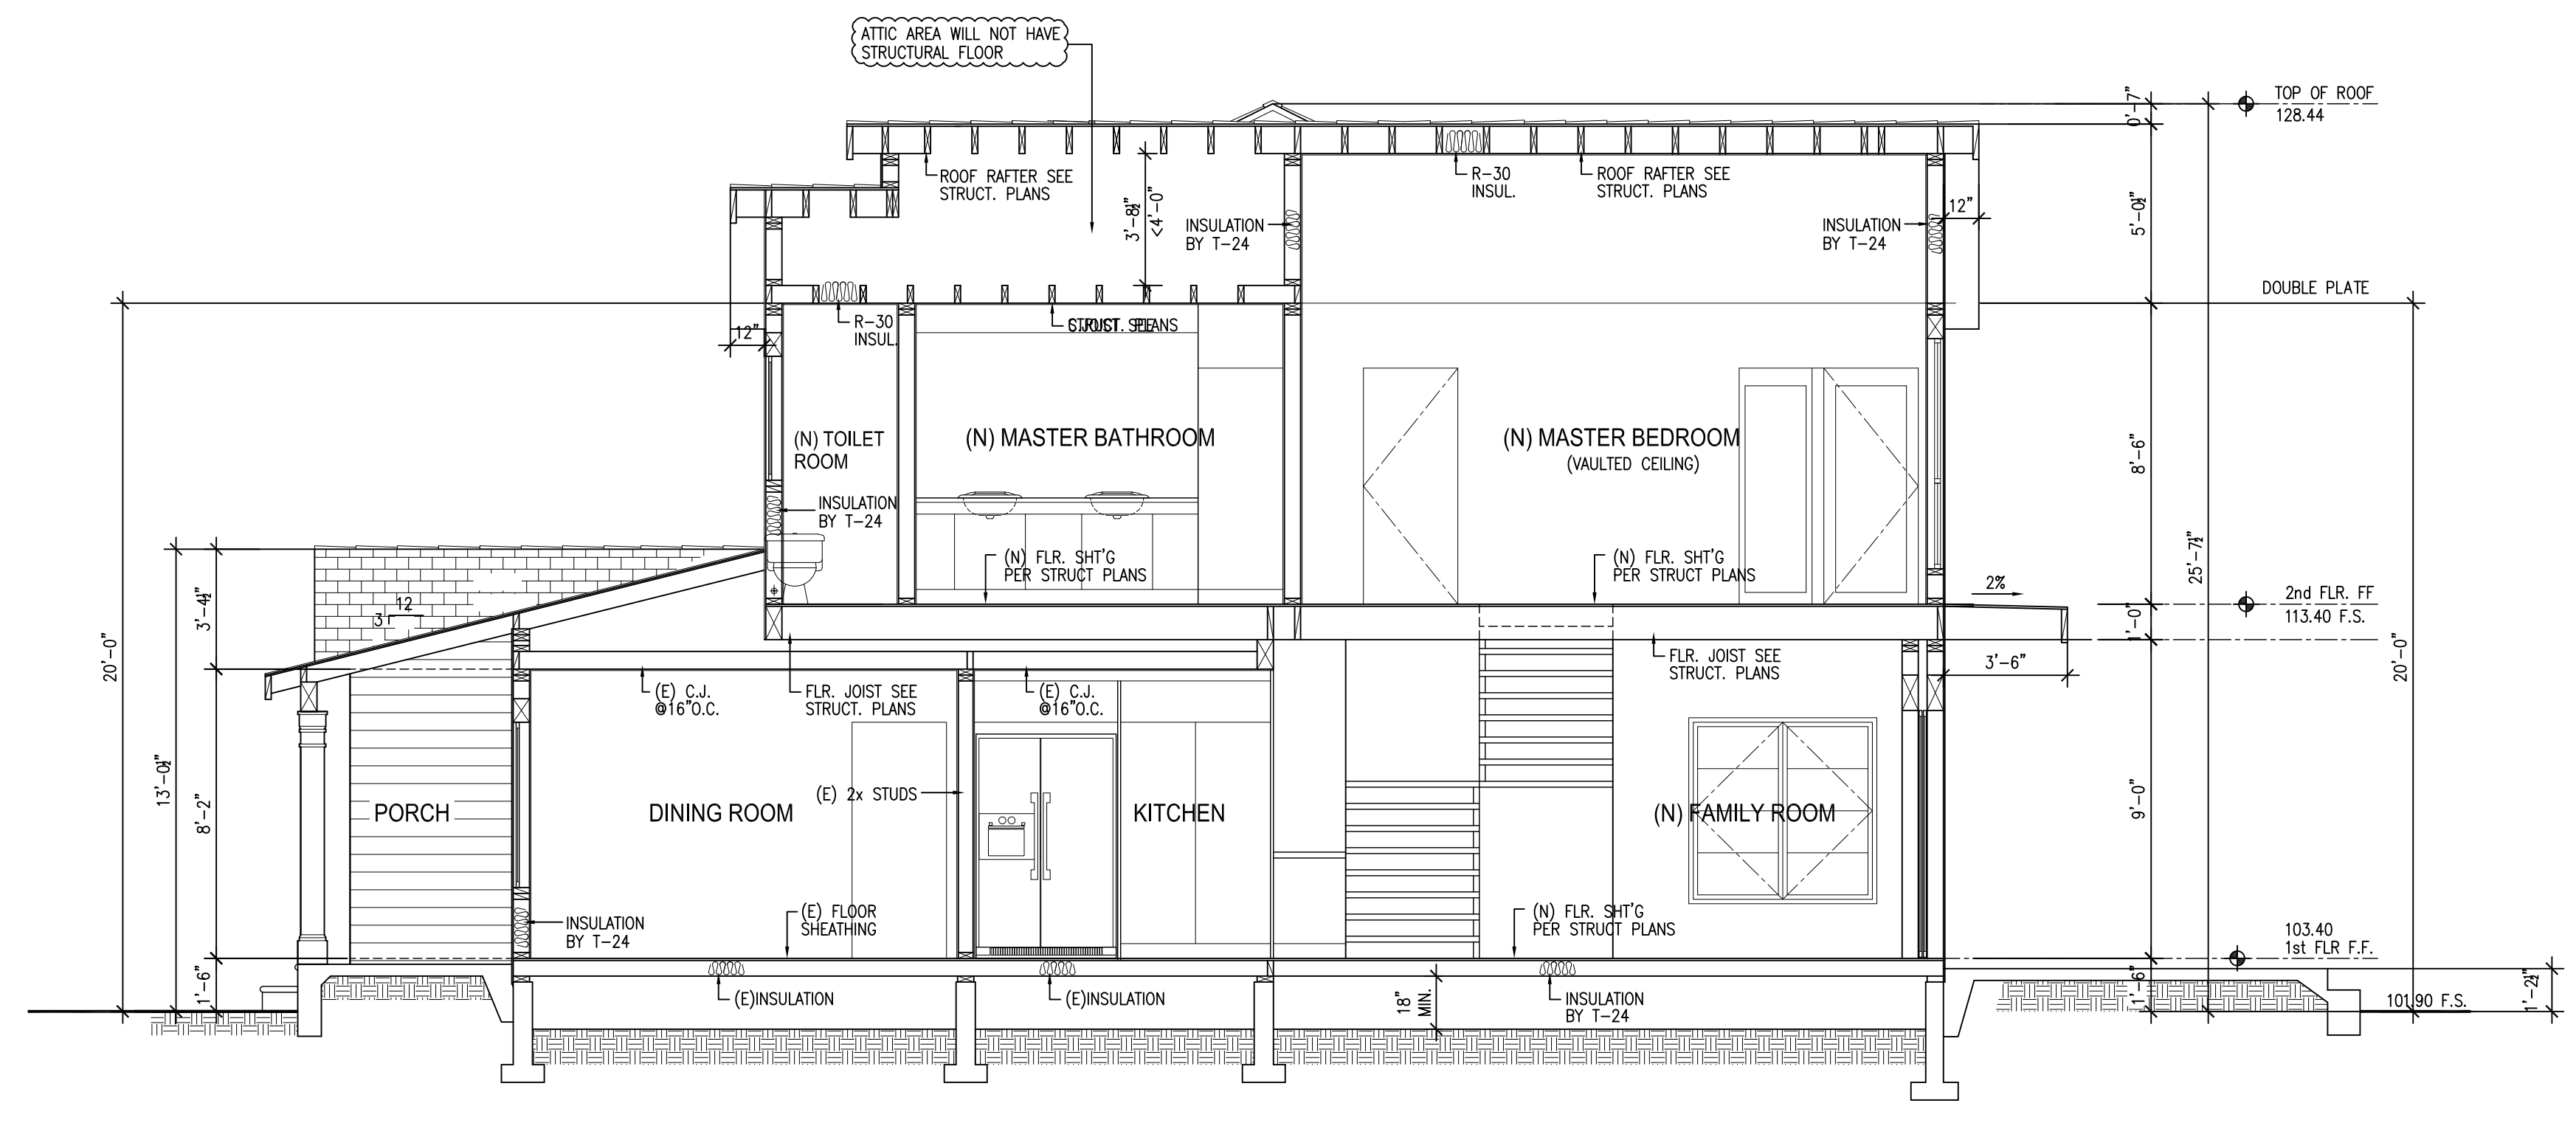 ATTIC AREA WILL NOT HAVE
STRUCTURAL FLOOR
TOP OF ROOF
128.44
0'-7"
ROOF RAFTER SEE
STRUCT. PLANS
R-30
INSUL.
ROOF RAFTER SEE
STRUCT. PLANS
3'-8½"
<4'-0"
INSULATION
BY T-24
INSULATION
BY T-24
12"
5'-0½"
DOUBLE PLATE
12"
R-30
INSUL.
STRUCT. PLANS
(N) TOILET
ROOM
(N) MASTER BATHROOM
(N) MASTER BEDROOM
(VAULTED CEILING)
8'-6"
INSULATION
BY T-24
(N) FLR. SHT'G
PER STRUCT PLANS
(N) FLR. SHT'G
PER STRUCT PLANS
25'-7½"
2%
2nd FLR. FF
113.40 F.S.
12
3
3'-4½"
1'-0"
20'-0"
20'-0"
3'-6"
(E) C.J.
@16"O.C.
FLR. JOIST SEE
STRUCT. PLANS
(E) C.J.
@16"O.C.
FLR. JOIST SEE
STRUCT. PLANS
13'-0½"
8'-2"
9'-0"
PORCH
DINING ROOM
(E) 2x STUDS
KITCHEN
(N) FAMILY ROOM
INSULATION
BY T-24
(E) FLOOR
SHEATHING
(N) FLR. SHT'G
PER STRUCT PLANS
103.40
1st FLR F.F.
1'-6"
(E)INSULATION
(E)INSULATION
18"
MIN.
INSULATION
BY T-24
1'-6"
101.90 F.S.
1'-2½"